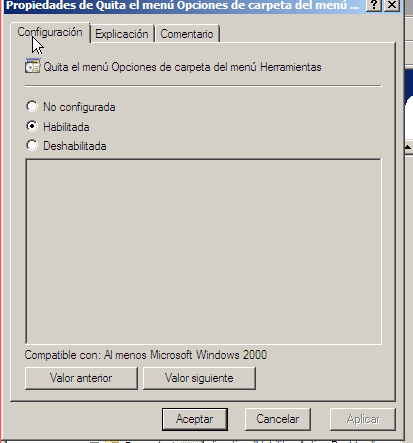 Propiedades de Quita el menú Opciones de carpeta del menú ...
Configuración
Explicación
Comentario
Quita el menú Opciones de carpeta del menú Herramientas
No configurada
Habilitada
Deshabilitada
Compatible con: Al menos Microsoft Windows 2000
Valor anterior
Valor siguiente
Aceptar
Cancelar
Aplicar